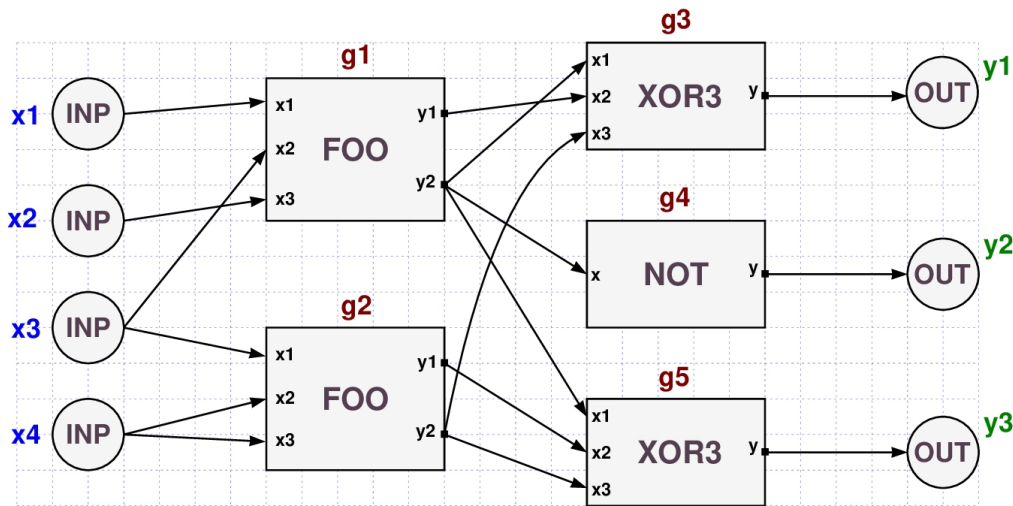 x1
INP
x2
INP
x3
INP
x4
INP
g1
x1
x2
x3
FOO
y1
y2
g2
x1
x2
x3
FOO
y1
y2
g3
x1
x2
x3
XOR3
y
g4
x
NOT
y
g5
x1
x2
x3
XOR3
y
y1
OUT
y2
OUT
y3
OUT